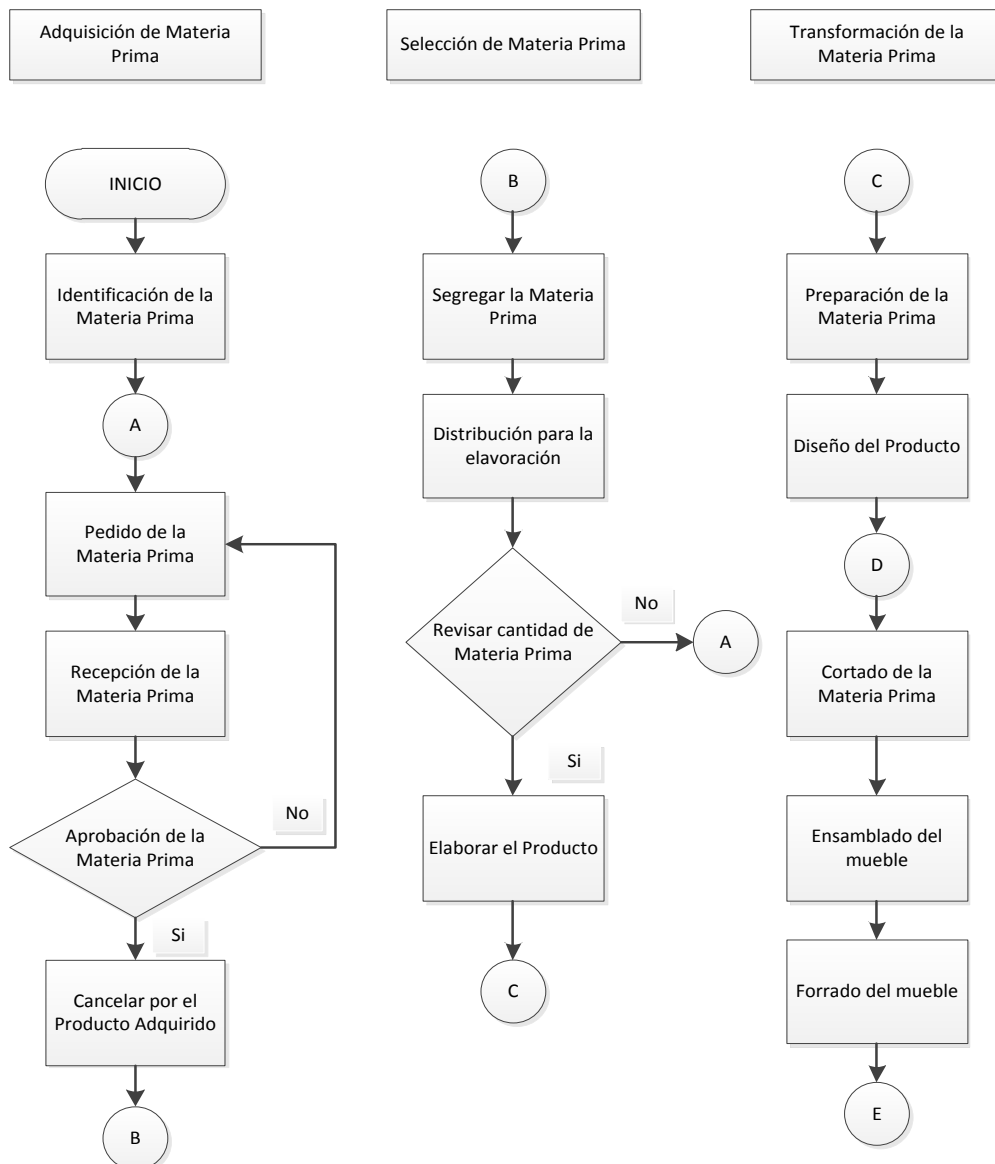 Adquisición de Materia
Prima
INICIO
Identificación de la
Materia Prima
A
Pedido de la
Materia Prima
Recepción de la
Materia Prima
Aprobación de la
Materia Prima
No
Si
Cancelar por el
Producto Adquirido
B
Selección de Materia Prima
B
Segregar la Materia
Prima
Distribución para la
elavoración
Revisar cantidad de
Materia Prima
No
A
Si
Elaborar el Producto
C
Transformación de la
Materia Prima
C
Preparación de la
Materia Prima
Diseño del Producto
D
Cortado de la
Materia Prima
Ensamblado del
mueble
Forrado del mueble
E